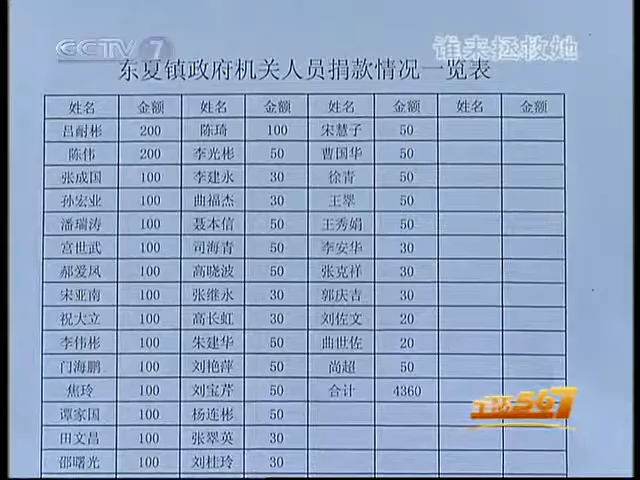 CCTV 7
谁来拯救她
东夏镇政府机关人员捐款情况一览表
姓名 金额 姓名 金额 姓名 金额 姓名 金额
吕耐彬 200 陈琦 100 宋慧子 50
陈伟 200 李光彬 50 曹国华 50
张成国 100 李建永 30 徐青 50
孙宏业 100 曲福杰 30 王翠 50
潘瑞涛 100 聂本信 50 王秀娟 50
宫世武 100 司海青 50 李安华 30
郝爱凤 100 高晓波 50 张克祥 30
宋亚南 100 张继永 30 郭庆吉 30
祝大立 100 高长虹 30 刘佐文 20
李伟彬 100 朱建华 50 曲世佐 20
门海鹏 100 刘艳萍 50 尚超 50
焦玲 100 刘宝芹 50 合计 4360
谭家国 100 杨连彬 50
田文昌 100 张翠英 30
邵曙光 100 刘桂玲 30
567